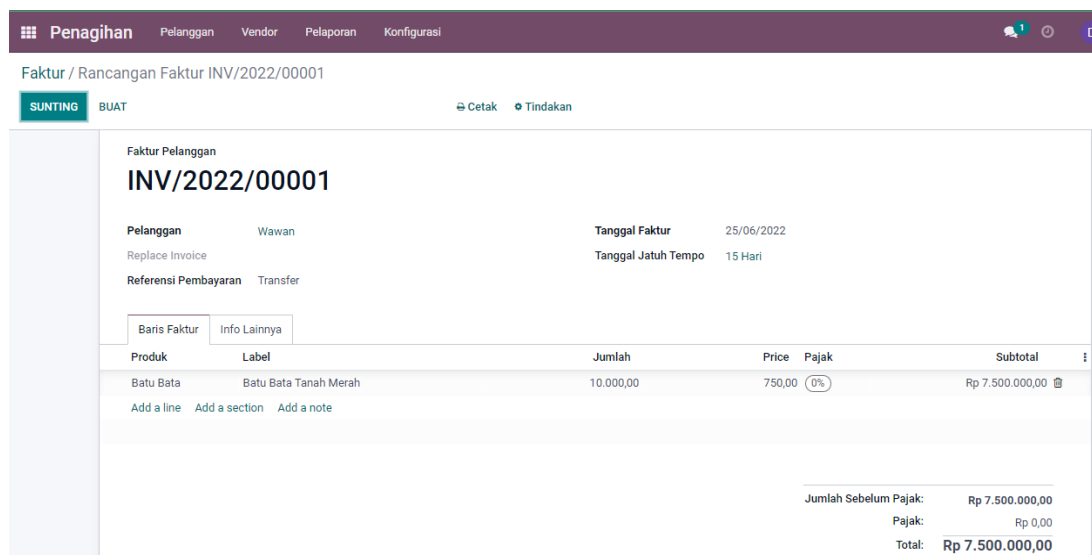 Penagihan Pelanggan Vendor Pelaporan Konfigurasi 1
Faktur / Rancangan Faktur INV/2022/00001
SUNTING BUAT Cetak Tindakan
Faktur Pelanggan
INV/2022/00001
Pelanggan Wawan Tanggal Faktur 25/06/2022
Replace Invoice Tanggal Jatuh Tempo 15 Hari
Referensi Pembayaran Transfer
Baris Faktur Info Lainnya
Produk Label Jumlah Price Pajak Subtotal
Batu Bata Batu Bata Tanah Merah 10.000,00 750,00 0% Rp 7.500.000,00
Add a line Add a section Add a note
Jumlah Sebelum Pajak: Rp 7.500.000,00
Pajak: Rp 0,00
Total: Rp 7.500.000,00